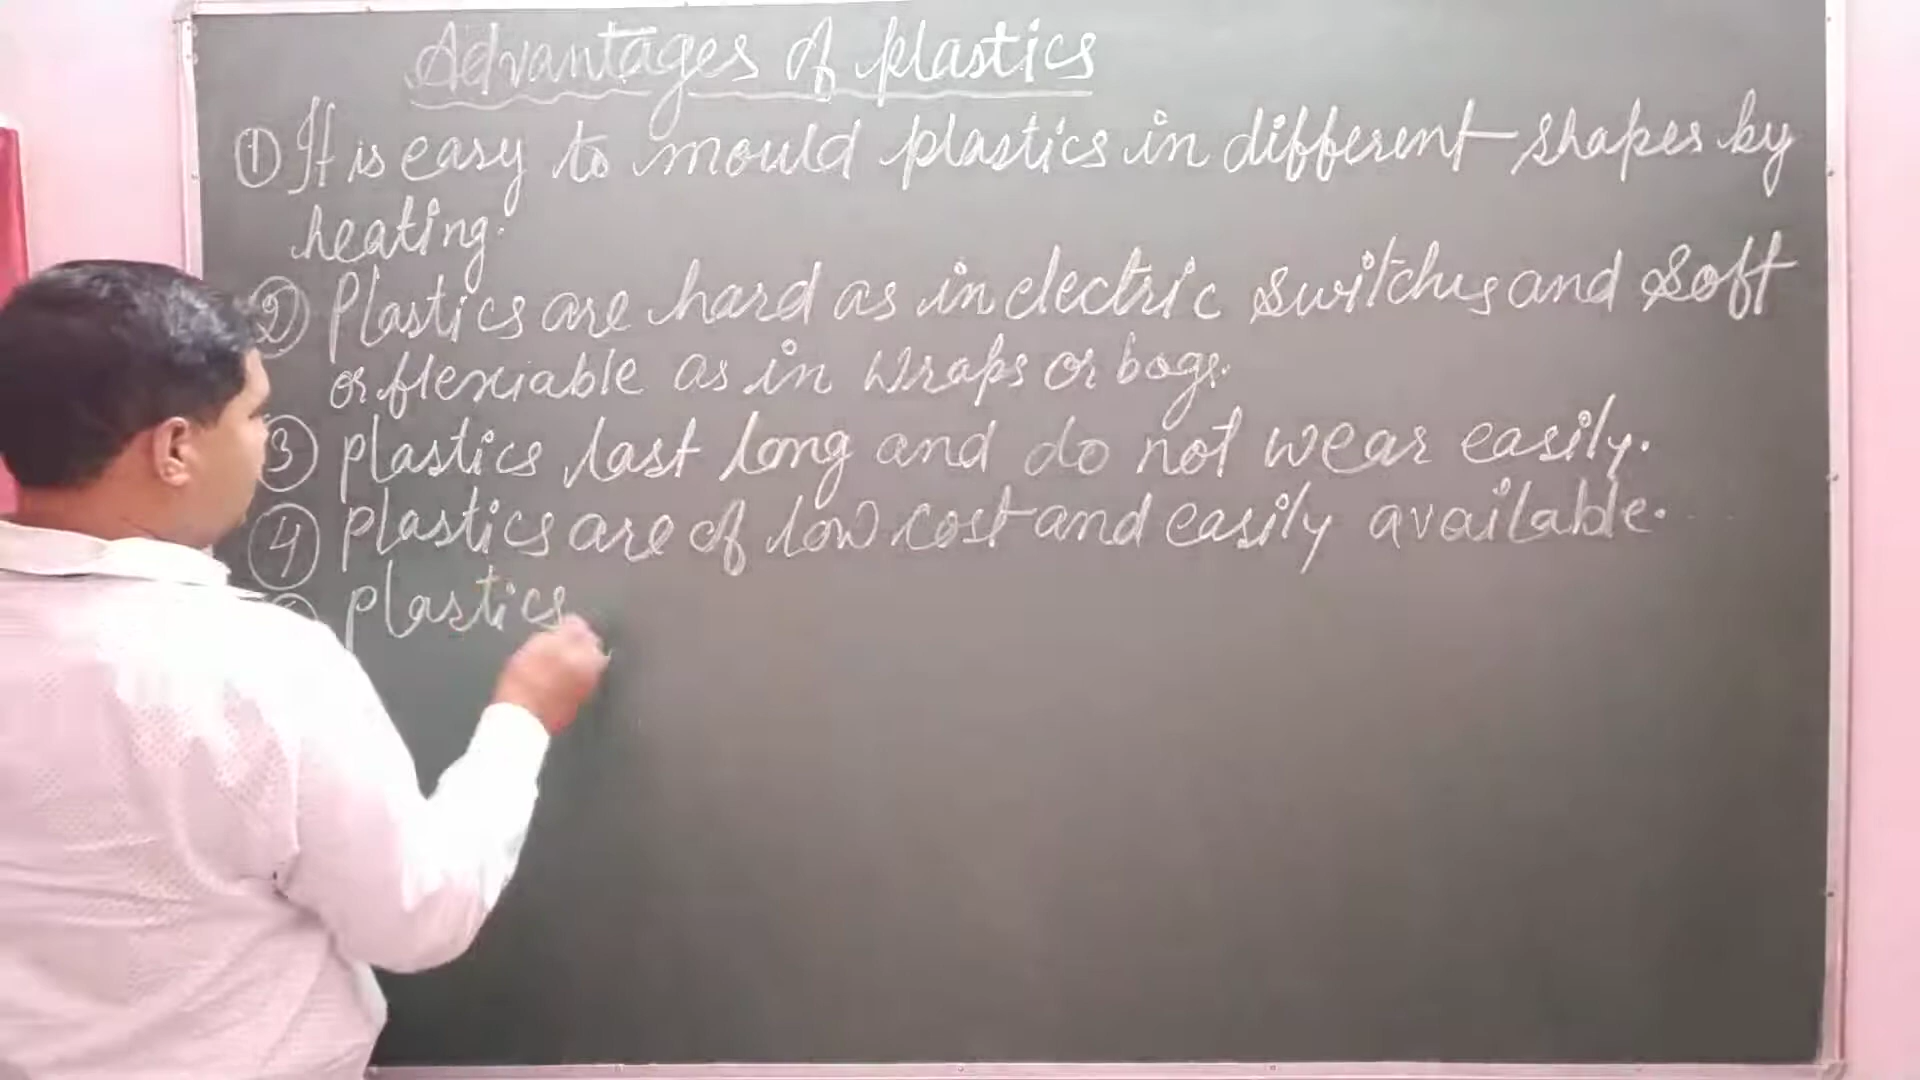 Advantages of plastics
① It is easy to mould plastics in different shapes by
heating.
② Plastics are hard as in electric switches and soft
or flexiable as in wraps or bags.
③ plastics last long and do not wear easily.
④ plastics are of low cost and easily available.
plastics